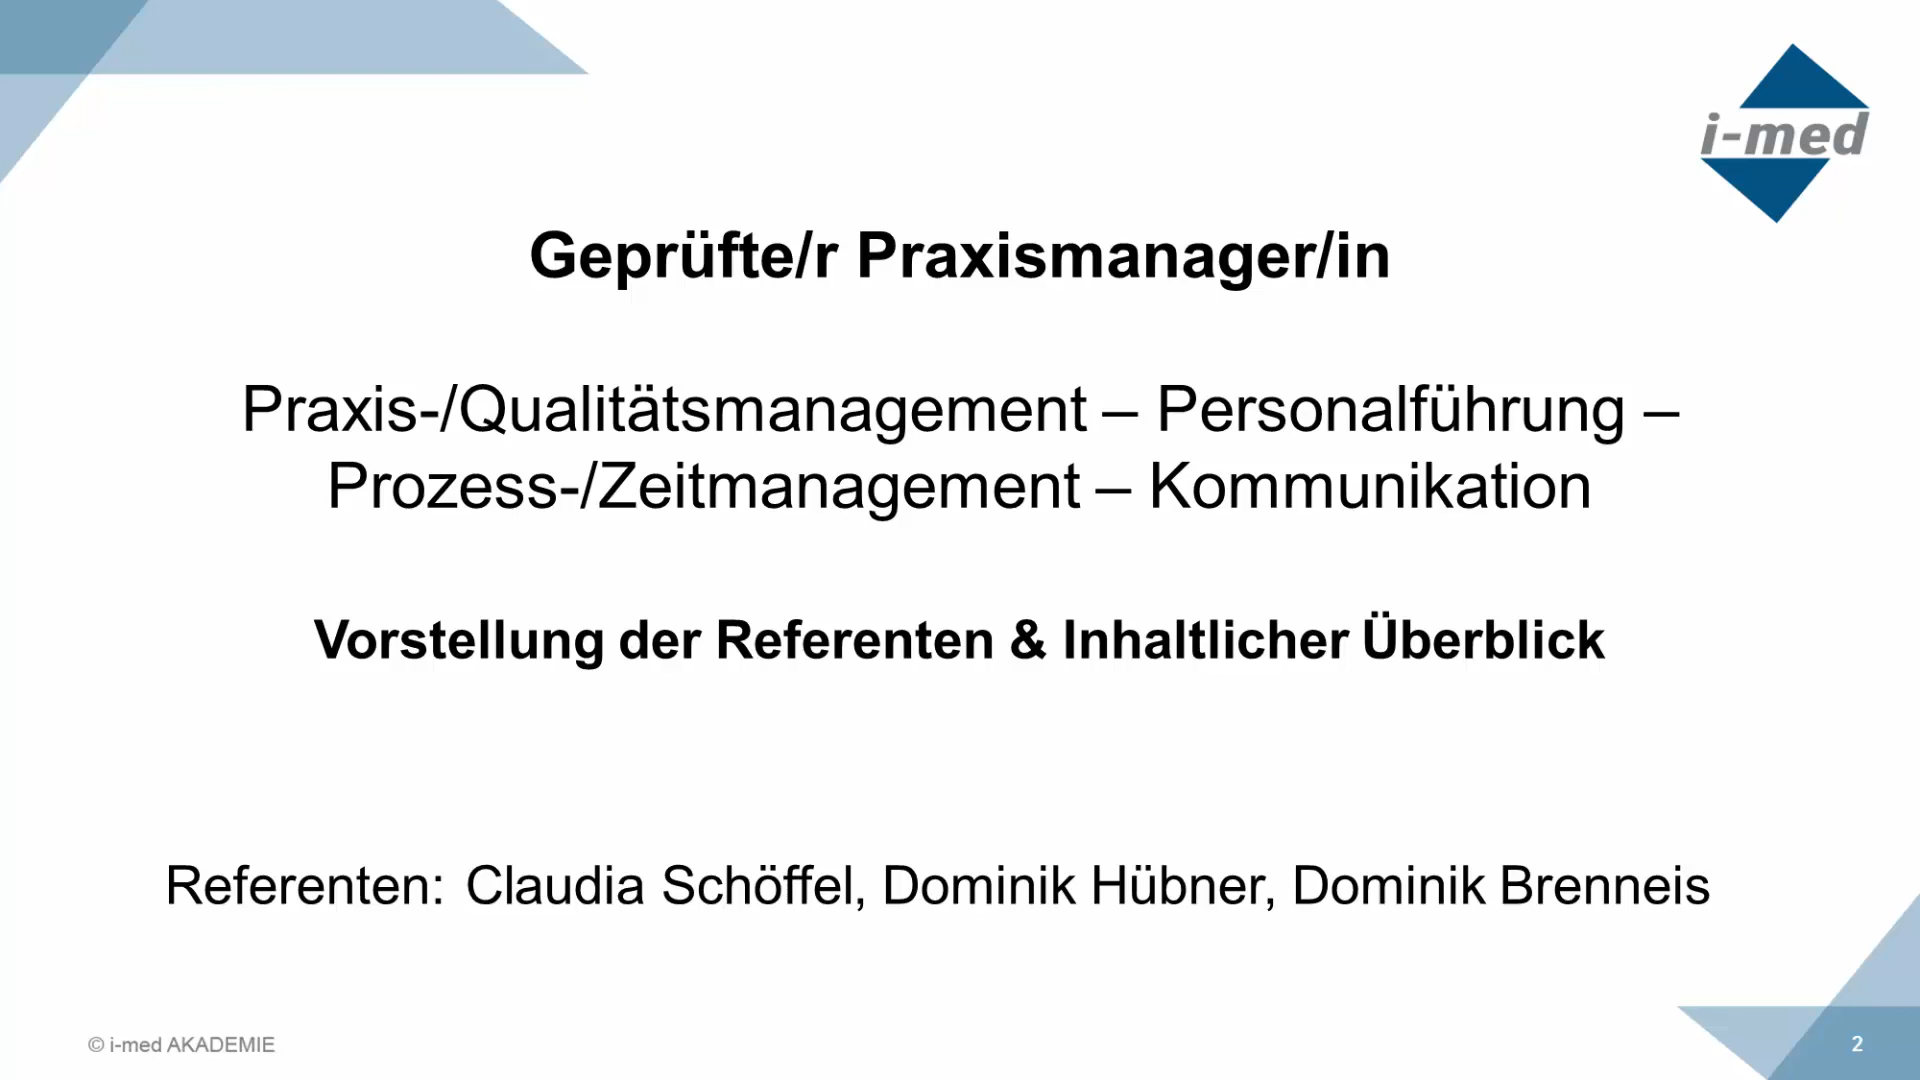 i-med
Geprüfte/r Praxismanager/in
Praxis-/Qualitätsmanagement – Personalführung –
Prozess-/Zeitmanagement – Kommunikation
Vorstellung der Referenten & Inhaltlicher Überblick
Referenten: Claudia Schöffel, Dominik Hübner, Dominik Brenneis
© i-med AKADEMIE
2